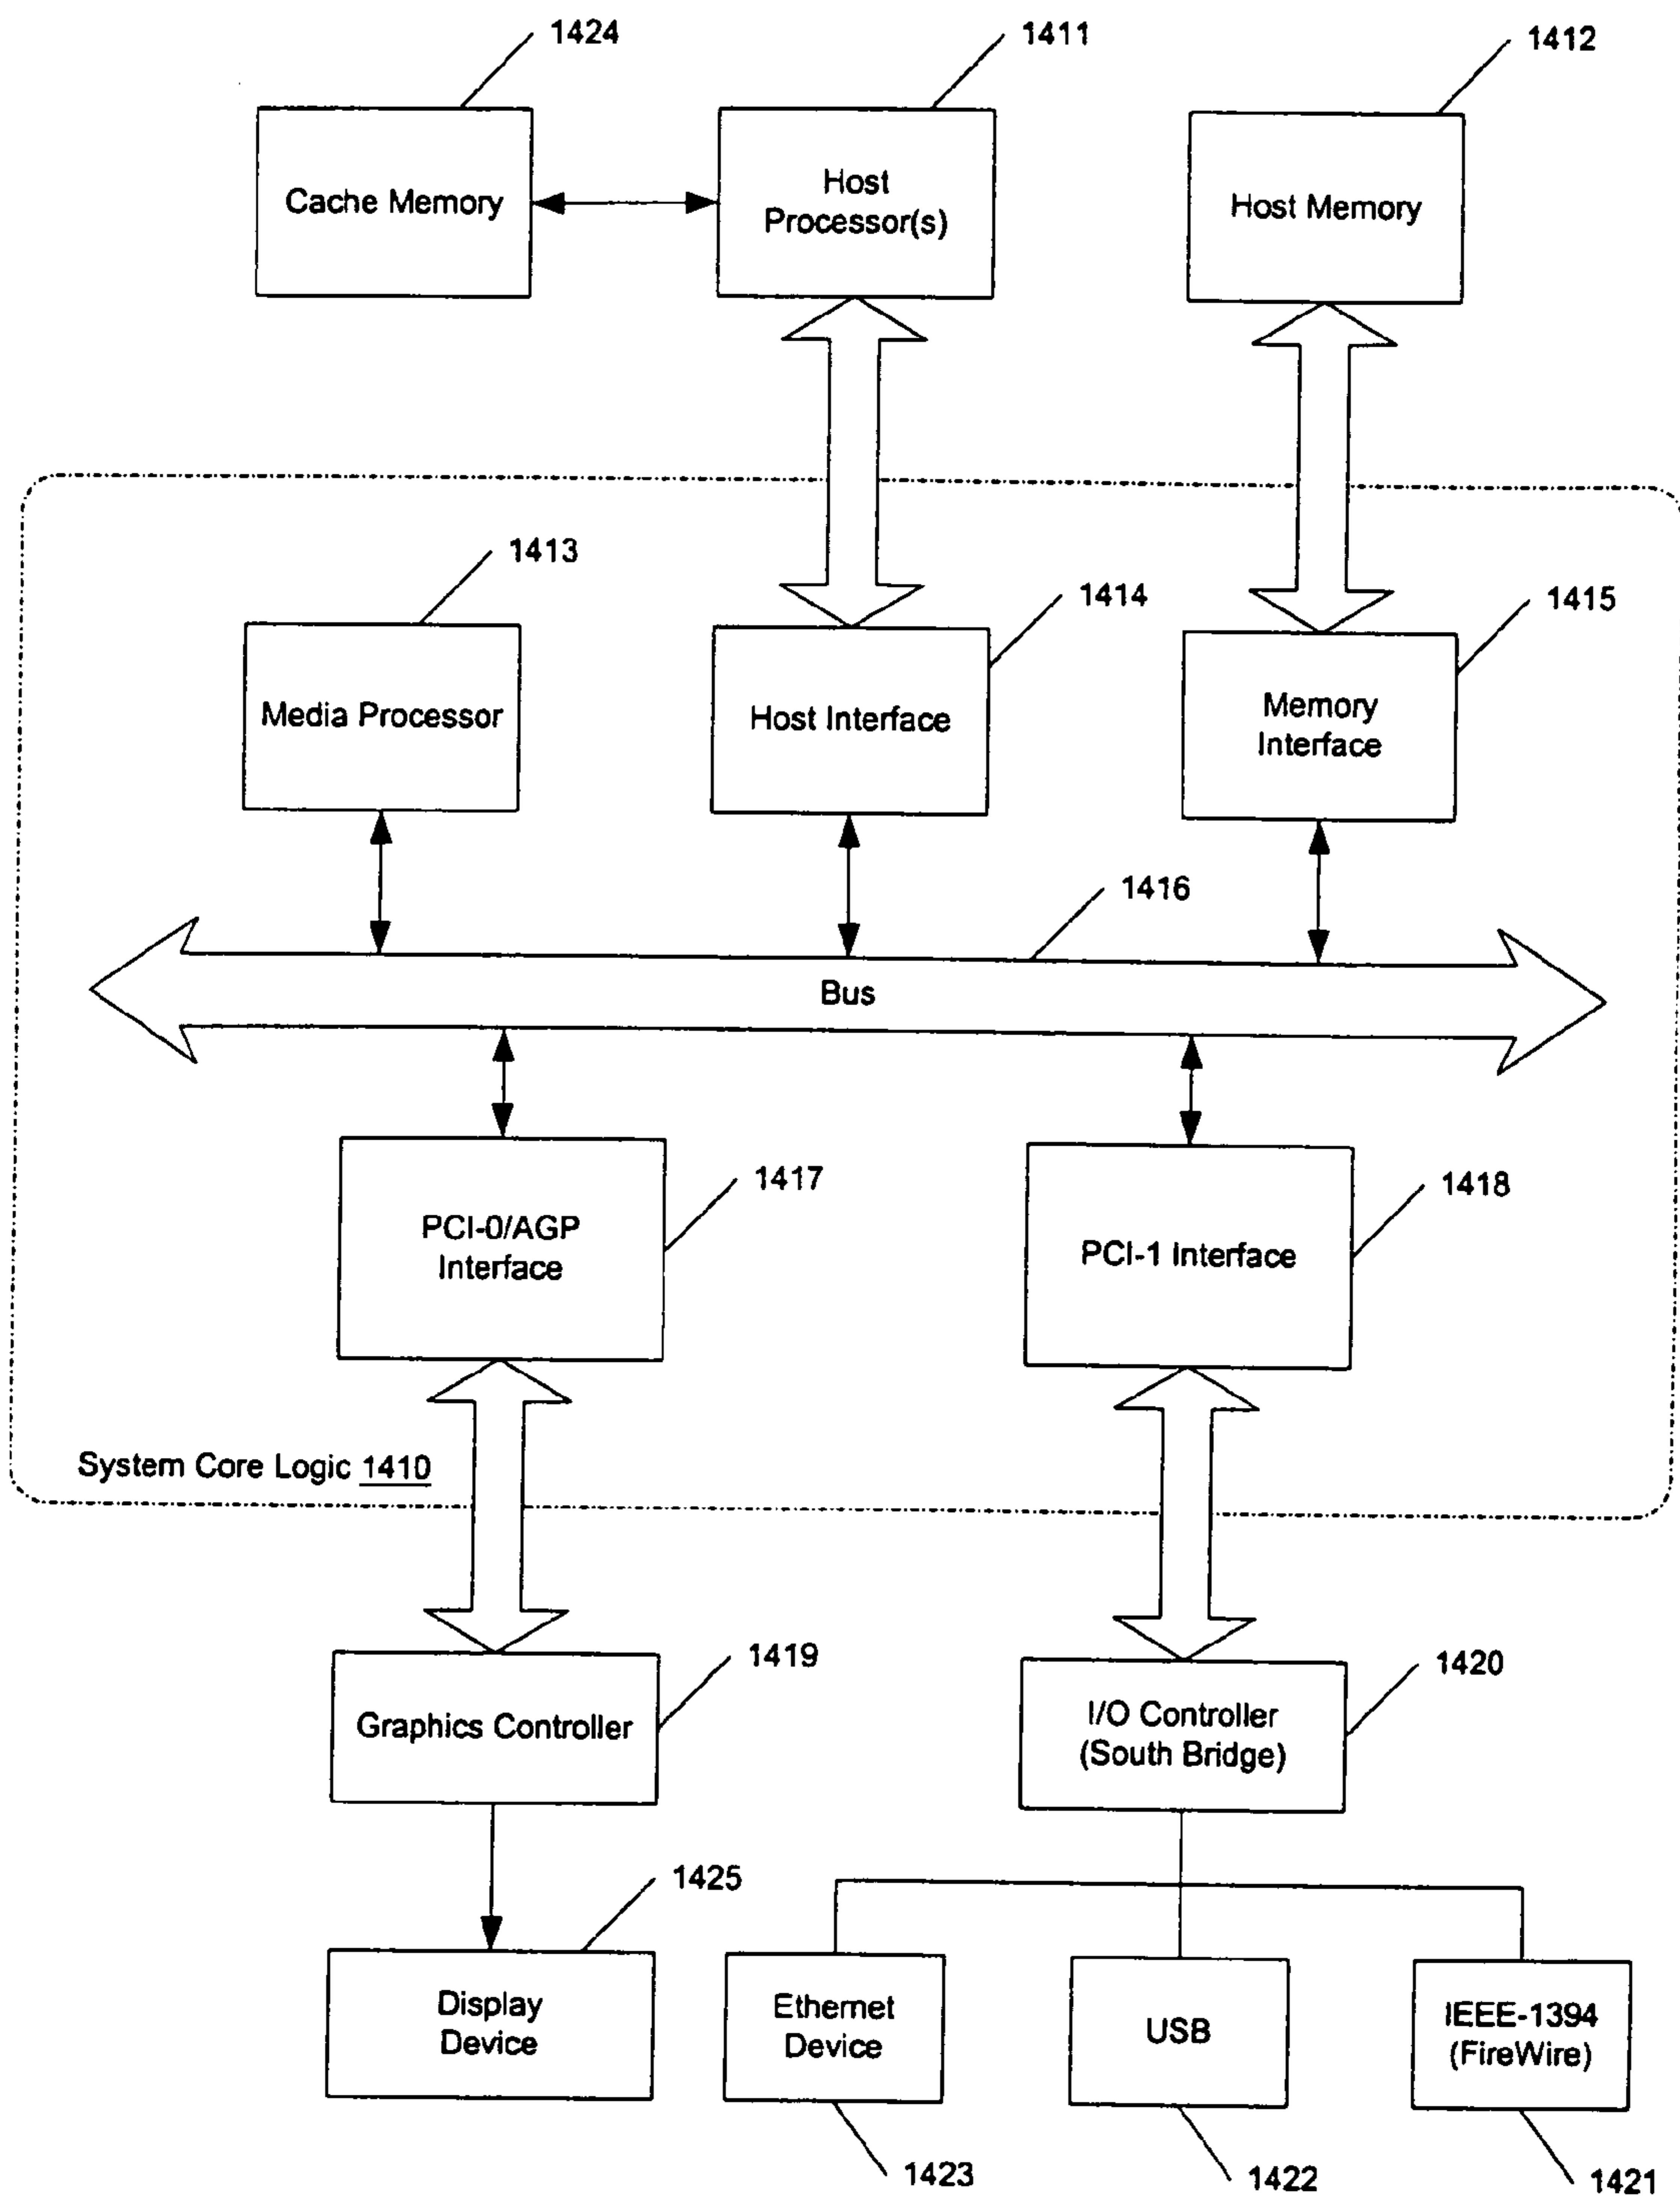 1424
1411
1412
Cache Memory
Host
Processor(s)
Host Memory
1413
1414
1415
Media Processor
Host Interface
Memory
Interface
1416
Bus
1417
1418
PCI-0/AGP
Interface
PCI-1 Interface
System Core Logic 1410
1419
1420
Graphics Controller
I/O Controller
(South Bridge)
1425
Display
Device
Ethernet
Device
USB
IEEE-1394
(FireWire)
1423
1422
1421